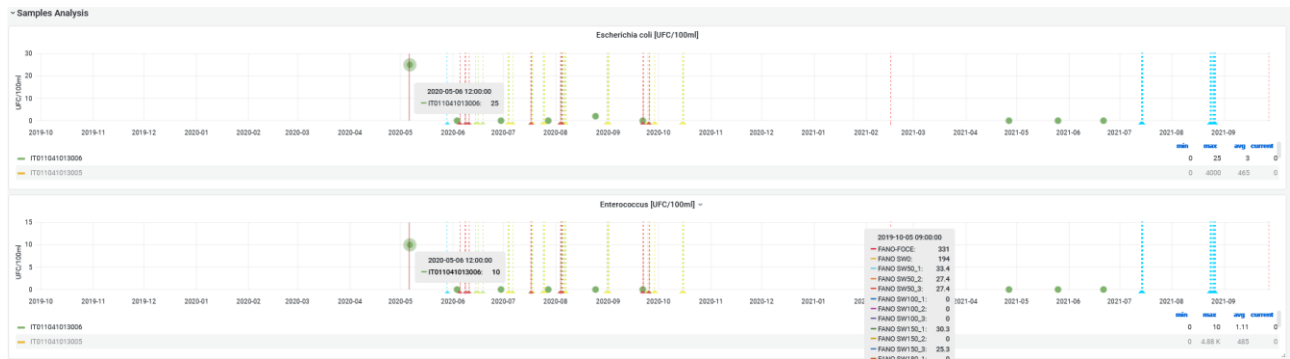 Samples Analysis
Escherichia coli [UFC/100ml]
UFC/100ml
30
20
10
0
2020-05-06 12:00:00
IT011041013006: 25
2019-10 2019-11 2019-12 2020-01 2020-02 2020-03 2020-04 2020-05 2020-06 2020-07 2020-08 2020-09 2020-10 2020-11 2020-12 2021-01 2021-02 2021-03 2021-04 2021-05 2021-06 2021-07 2021-08 2021-09
min max avg current
IT011041013006 0 25 3 0
IT011041013005 0 4000 465 0
Enterococcus [UFC/100ml]
UFC/100ml
15
10
5
0
2020-05-06 12:00:00
IT011041013006: 10
2019-10 2019-11 2019-12 2020-01 2020-02 2020-03 2020-04 2020-05 2020-06 2020-07 2020-08 2020-09 2020-10 2020-11 2020-12 2021-01 2021-04 2021-05 2021-06 2021-07 2021-08 2021-09
min max avg current
IT011041013006 0 10 1.11 0
IT011041013005 0 4.88 K 485 0
2019-10-05 09:00:00
FANO-FOCE: 331
FANO SW0: 194
FANO SW50_1: 33.4
FANO SW50_2: 27.4
FANO SW50_3: 27.4
FANO SW100_1: 0
FANO SW100_2: 0
FANO SW100_3: 0
FANO SW150_1: 30.3
FANO SW150_2: 0
FANO SW150_3: 25.3